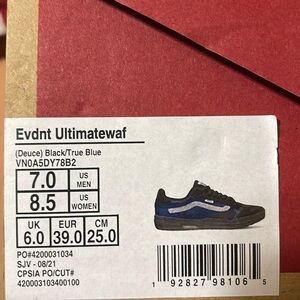 Evdnt Ultimatewaf
(Deuce) Black/True Blue
VN0A5DY78B2
7.0 US MEN
8.5 US WOMEN
UK EUR CM
6.0 39.0 25.0
PO#4200031034
SJV - 08/21
CPSIA PO/CUT#
420003103400100
1 92827 98106 5